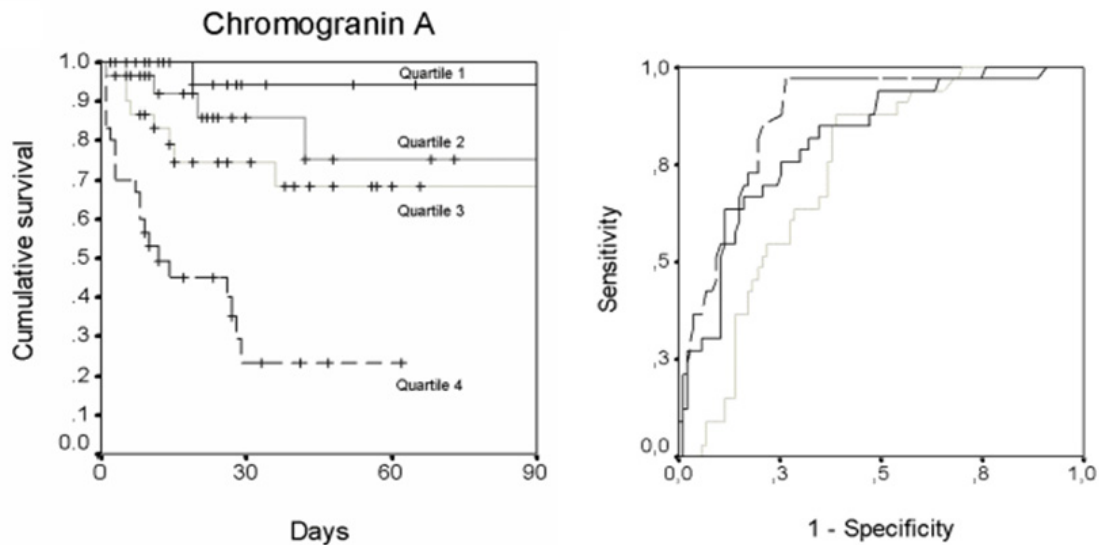 Chromogranin A
Cumulative survival
1.0
.9
.8
.7
.6
.5
.4
.3
.2
.1
0.0
Quartile 1
Quartile 2
Quartile 3
Quartile 4
0 30 60 90
Days
Sensitivity
1,0
,8
,5
,3
0,0
0,0 ,3 ,5 ,8 1,0
1 - Specificity